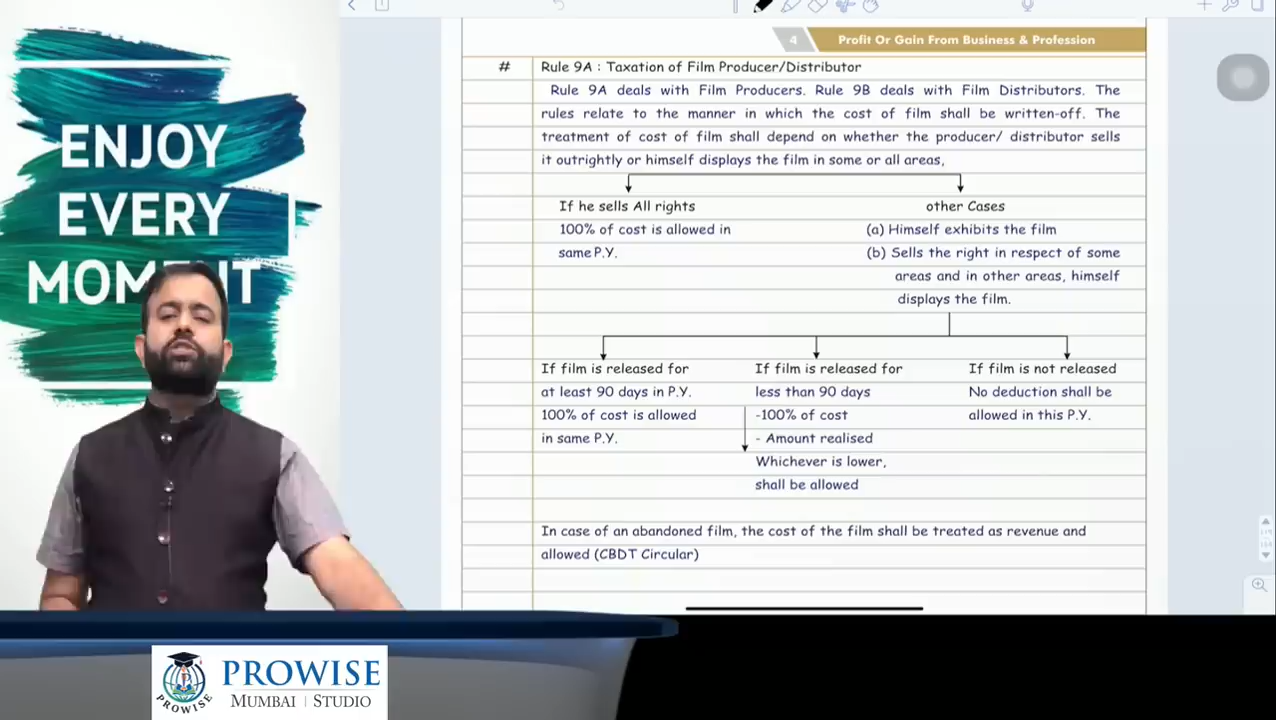 ENJOY
EVERY
MOMENT
4 Profit Or Gain From Business & Profession
# Rule 9A : Taxation of Film Producer/Distributor
Rule 9A deals with Film Producers. Rule 9B deals with Film Distributors. The
rules relate to the manner in which the cost of film shall be written-off. The
treatment of cost of film shall depend on whether the producer/ distributor sells
it outrightly or himself displays the film in some or all areas,
If he sells All rights
100% of cost is allowed in
same P.Y.
other Cases
(a) Himself exhibits the film
(b) Sells the right in respect of some
areas and in other areas, himself
displays the film.
If film is released for
at least 90 days in P.Y.
100% of cost is allowed
in same P.Y.
If film is released for
less than 90 days
-100% of cost
- Amount realised
Whichever is lower,
shall be allowed
If film is not released
No deduction shall be
allowed in this P.Y.
In case of an abandoned film, the cost of the film shall be treated as revenue and
allowed (CBDT Circular)
PROWISE
PROWISE
MUMBAI | STUDIO